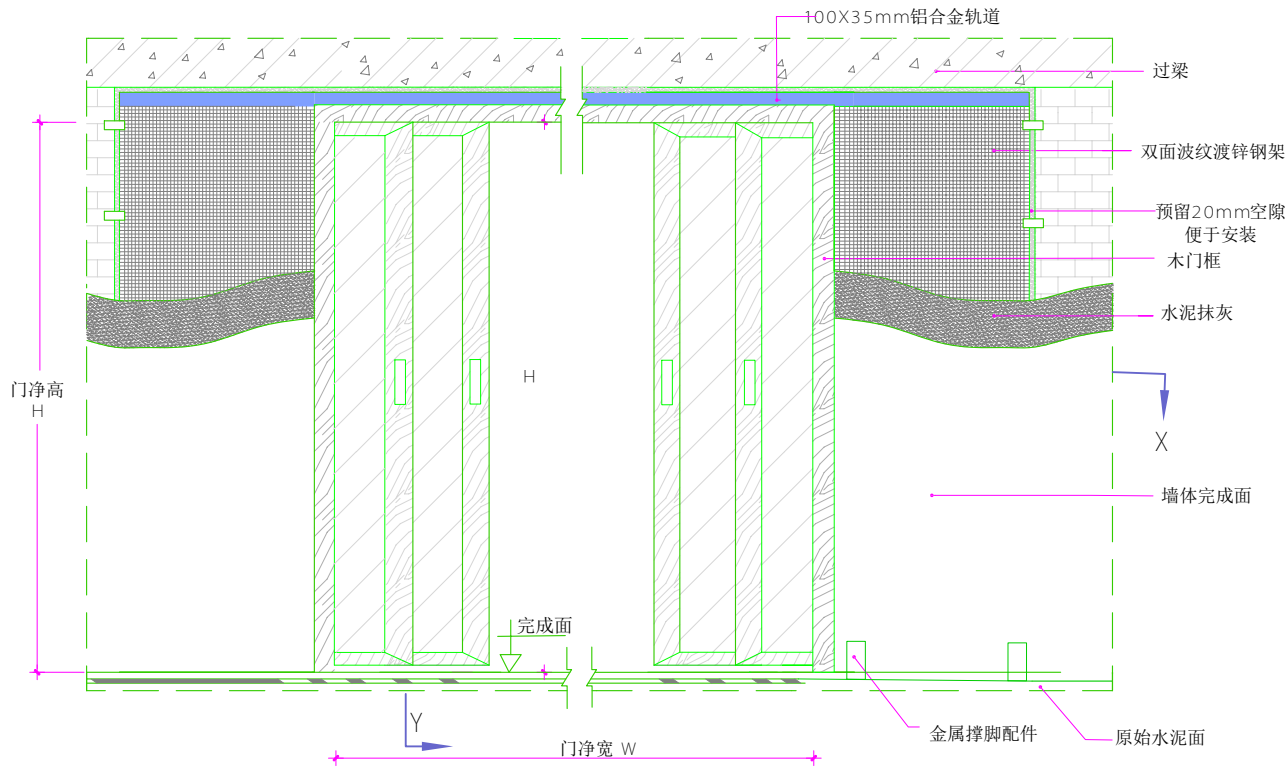 100X35mm铝合金轨道
过梁
双面波纹渡锌钢架
预留20mm空隙
便于安装
木门框
水泥抹灰
门净高
H
H
X
墙体完成面
完成面
Y
门净宽 W
金属撑脚配件
原始水泥面